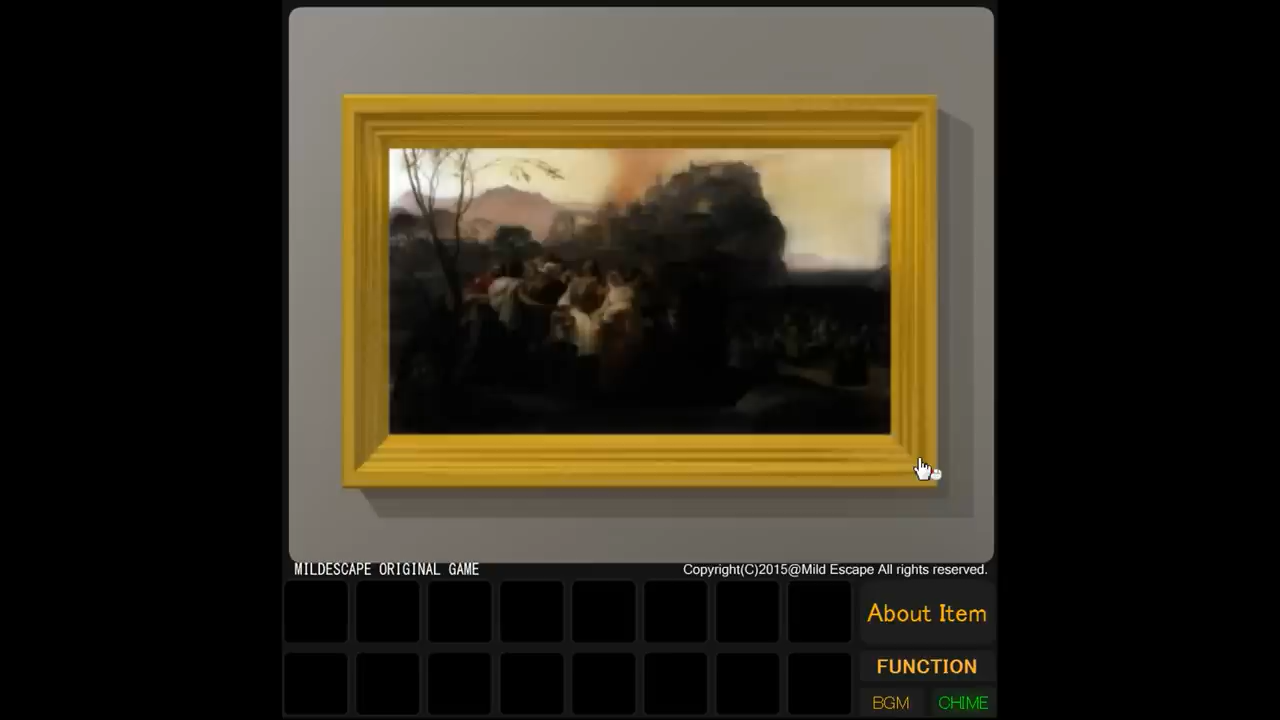 MILDESCAPE ORIGINAL GAME
Copyright(C)2015@Mild Escape All rights reserved.
About Item
FUNCTION
BGM
CHIME